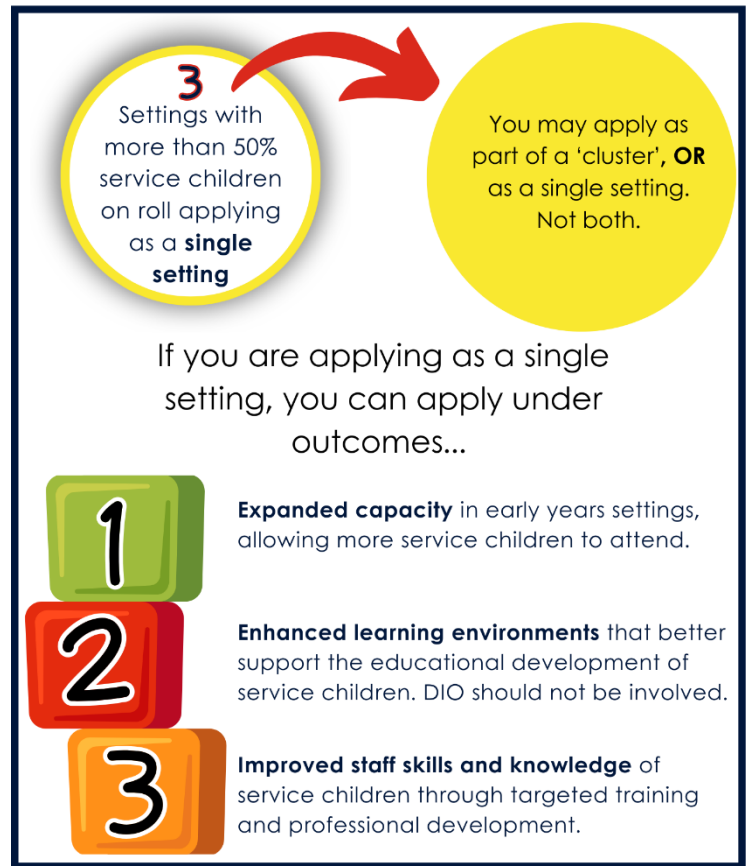 3
Settings with
more than 50%
service children
on roll applying
as a single
setting
You may apply as
part of a ‘cluster’, OR
as a single setting.
Not both.
If you are applying as a single
setting, you can apply under
outcomes...
1
Expanded capacity in early years settings,
allowing more service children to attend.
2
Enhanced learning environments that better
support the educational development of
service children. DIO should not be involved.
3
Improved staff skills and knowledge of
service children through targeted training
and professional development.